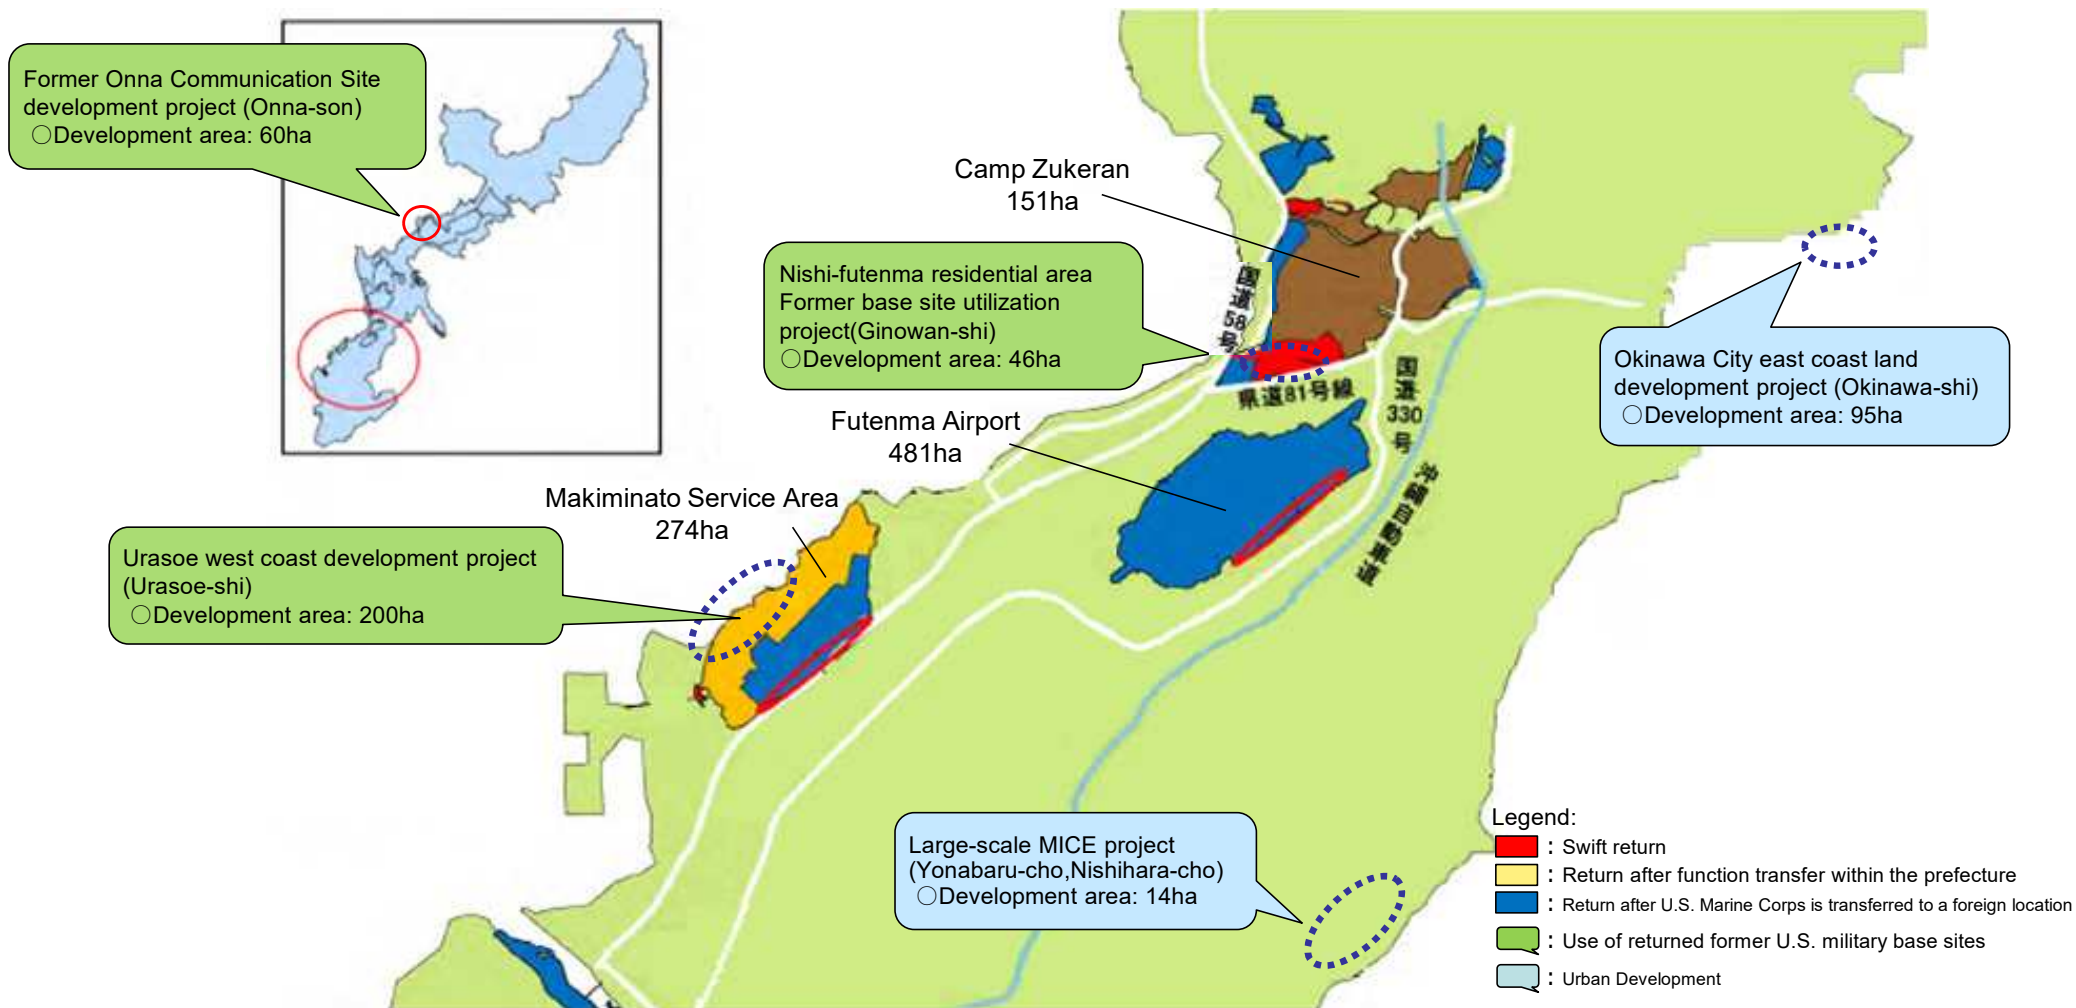 Former Onna Communication Site
development project (Onna-son)
○Development area: 60ha
Camp Zukeran
151ha
Nishi-futenma residential area
Former base site utilization
project(Ginowan-shi)
○Development area: 46ha
国道58号
県道81号線
国道330号
沖縄自動車道
Okinawa City east coast land
development project (Okinawa-shi)
○Development area: 95ha
Futenma Airport
481ha
Makiminato Service Area
274ha
Urasoe west coast development project
(Urasoe-shi)
○Development area: 200ha
Large-scale MICE project
(Yonabaru-cho,Nishihara-cho)
○Development area: 14ha
Legend:
: Swift return
: Return after function transfer within the prefecture
: Return after U.S. Marine Corps is transferred to a foreign location
: Use of returned former U.S. military base sites
: Urban Development